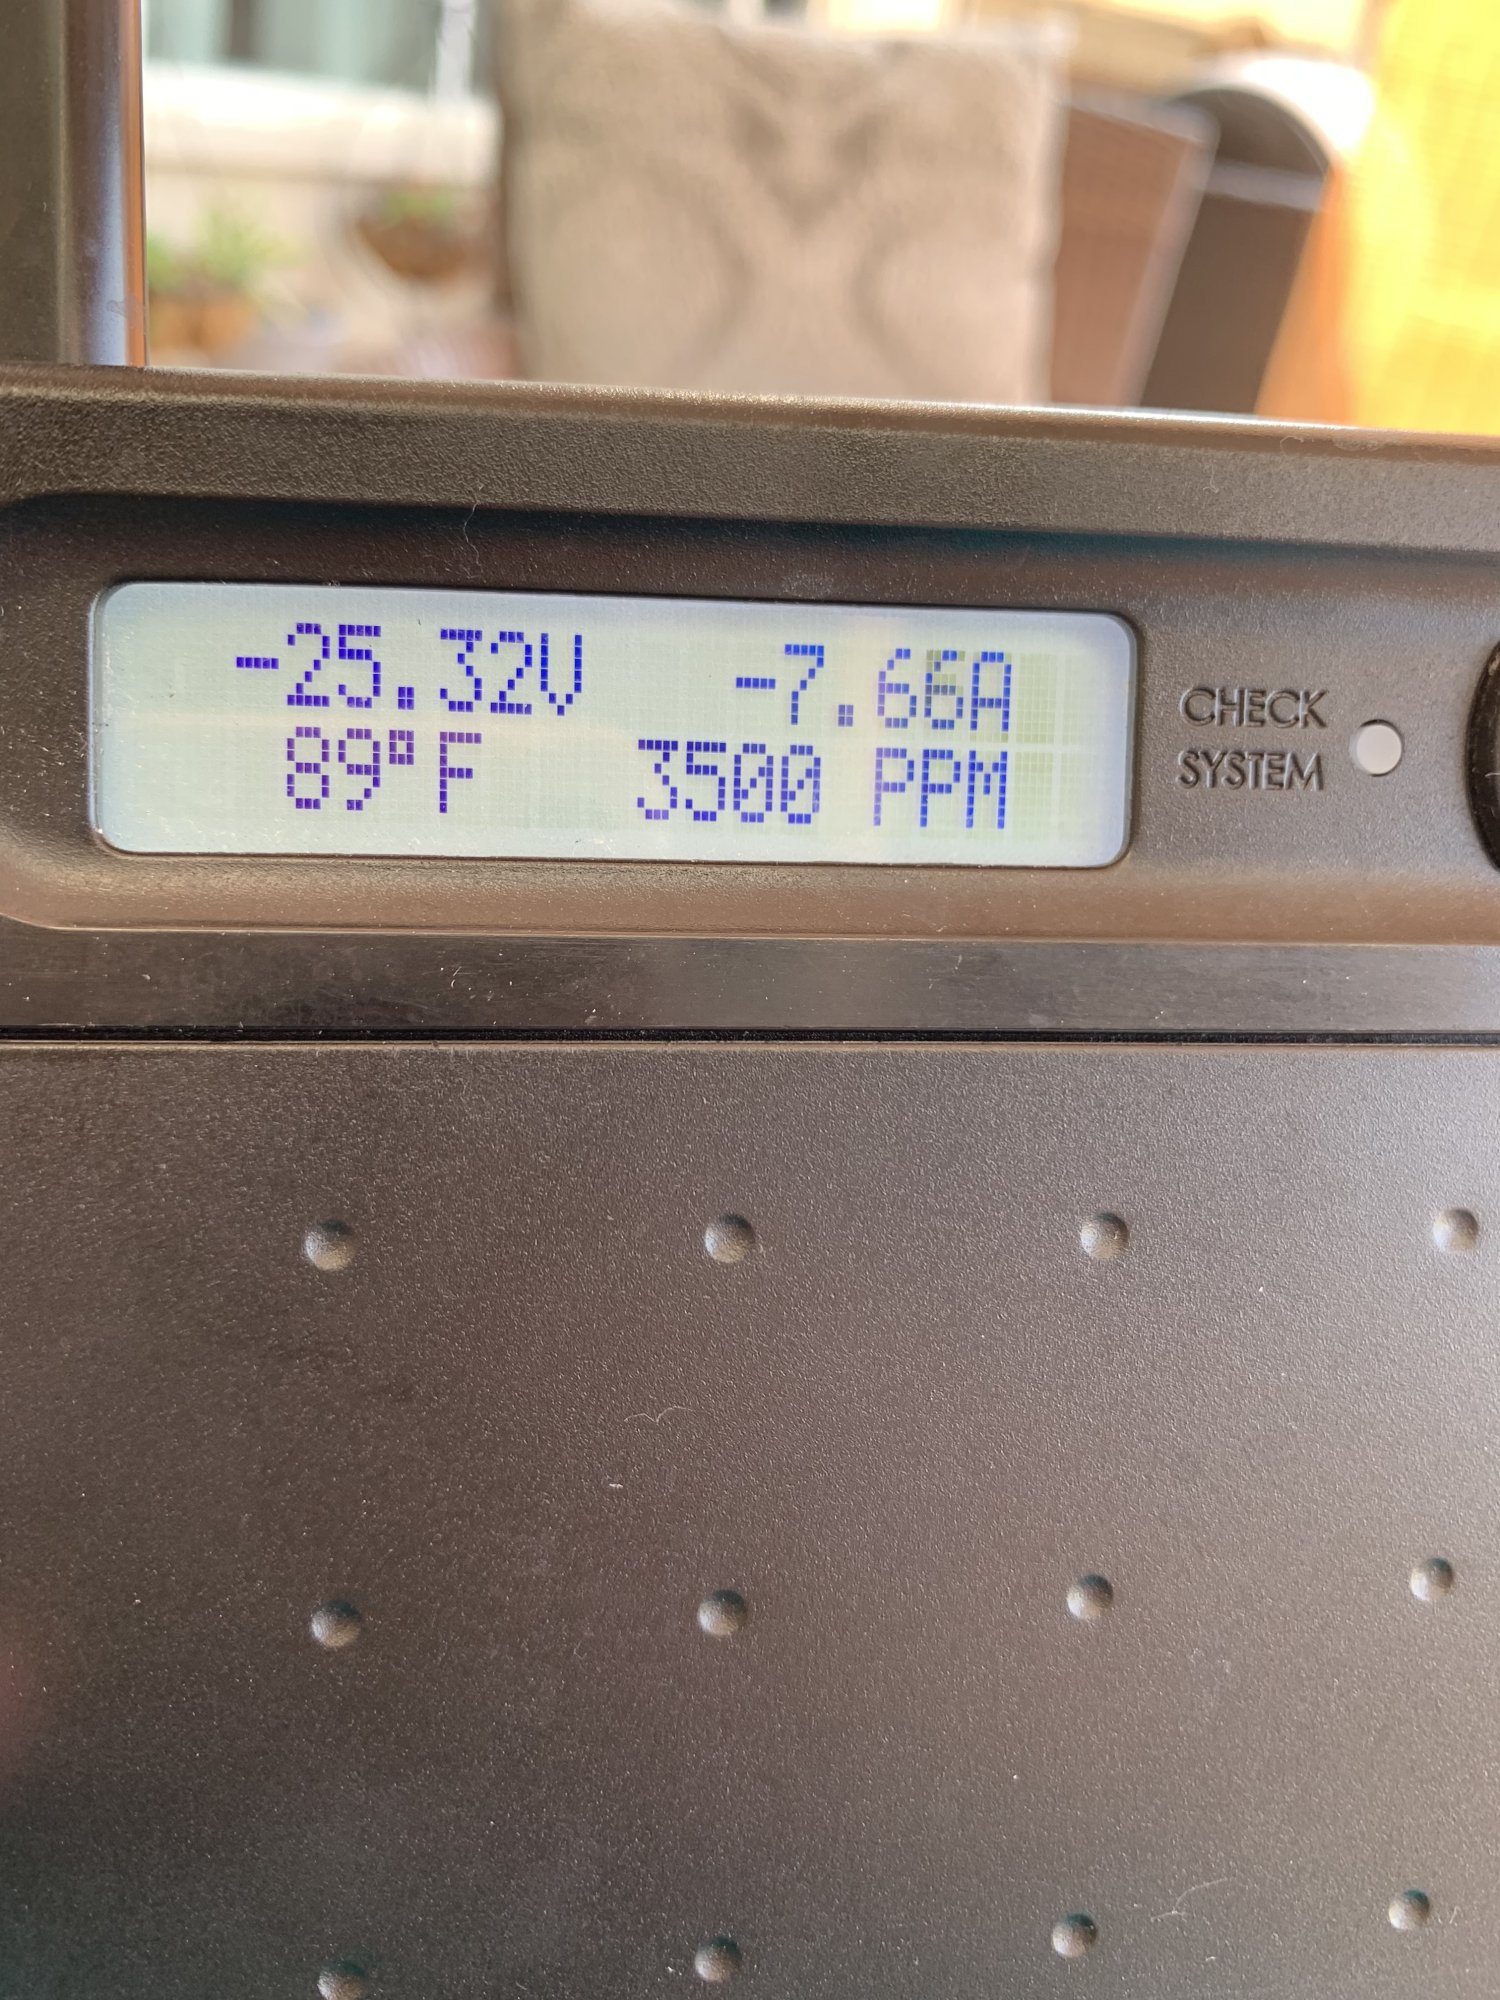 -25.32V -7.66A
89°F 3500 PPM
CHECK
SYSTEM